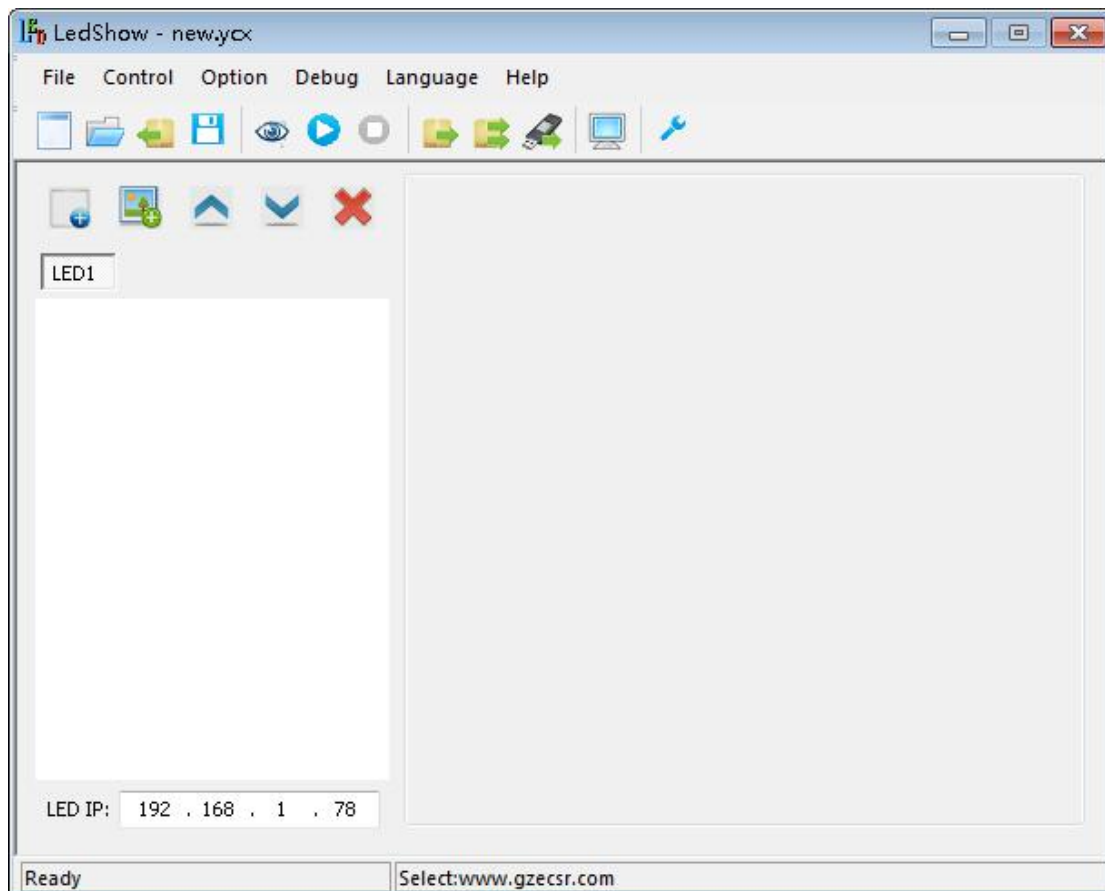 LedShow - new.ycx
File Control Option Debug Language Help
LED1
LED IP: 192 . 168 . 1 . 78
Ready Select:www.gzecsr.com